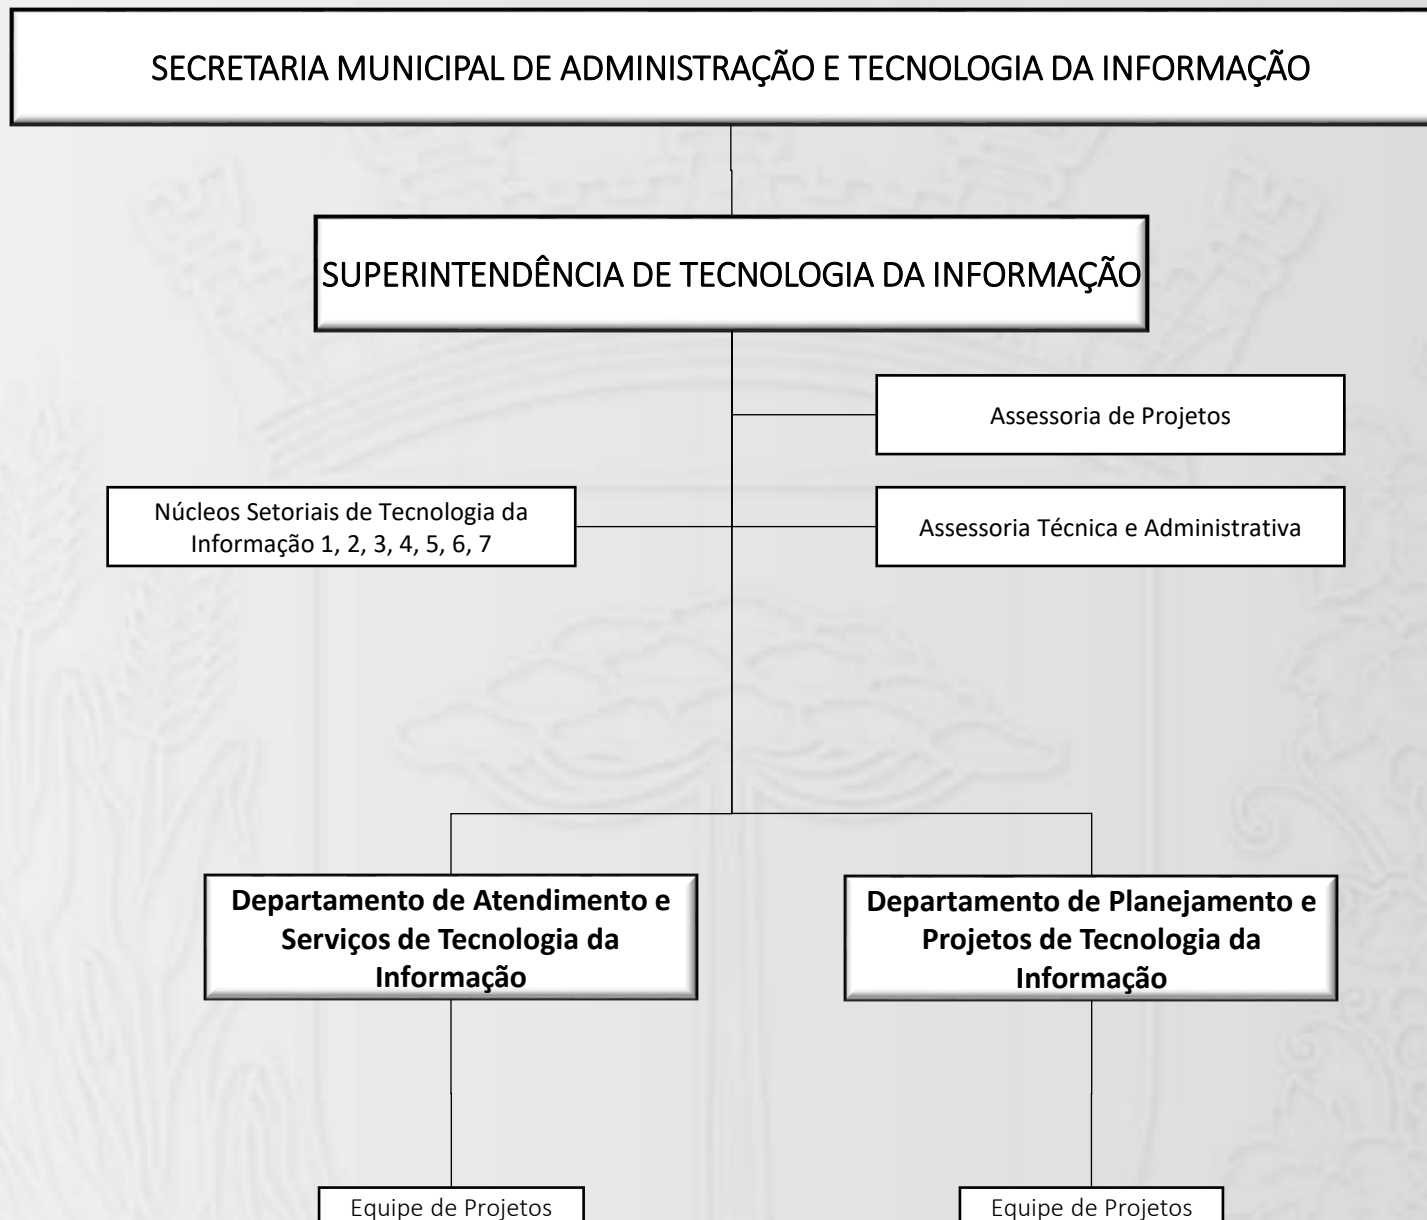 SECRETARIA MUNICIPAL DE ADMINISTRAÇÃO E TECNOLOGIA DA INFORMAÇÃO
SUPERINTENDÊNCIA DE TECNOLOGIA DA INFORMAÇÃO
Assessoria de Projetos
Núcleos Setoriais de Tecnologia da
Informação 1, 2, 3, 4, 5, 6, 7
Assessoria Técnica e Administrativa
Departamento de Atendimento e
Serviços de Tecnologia da
Informação
Departamento de Planejamento e
Projetos de Tecnologia da
Informação
Equipe de Projetos
Equipe de Projetos